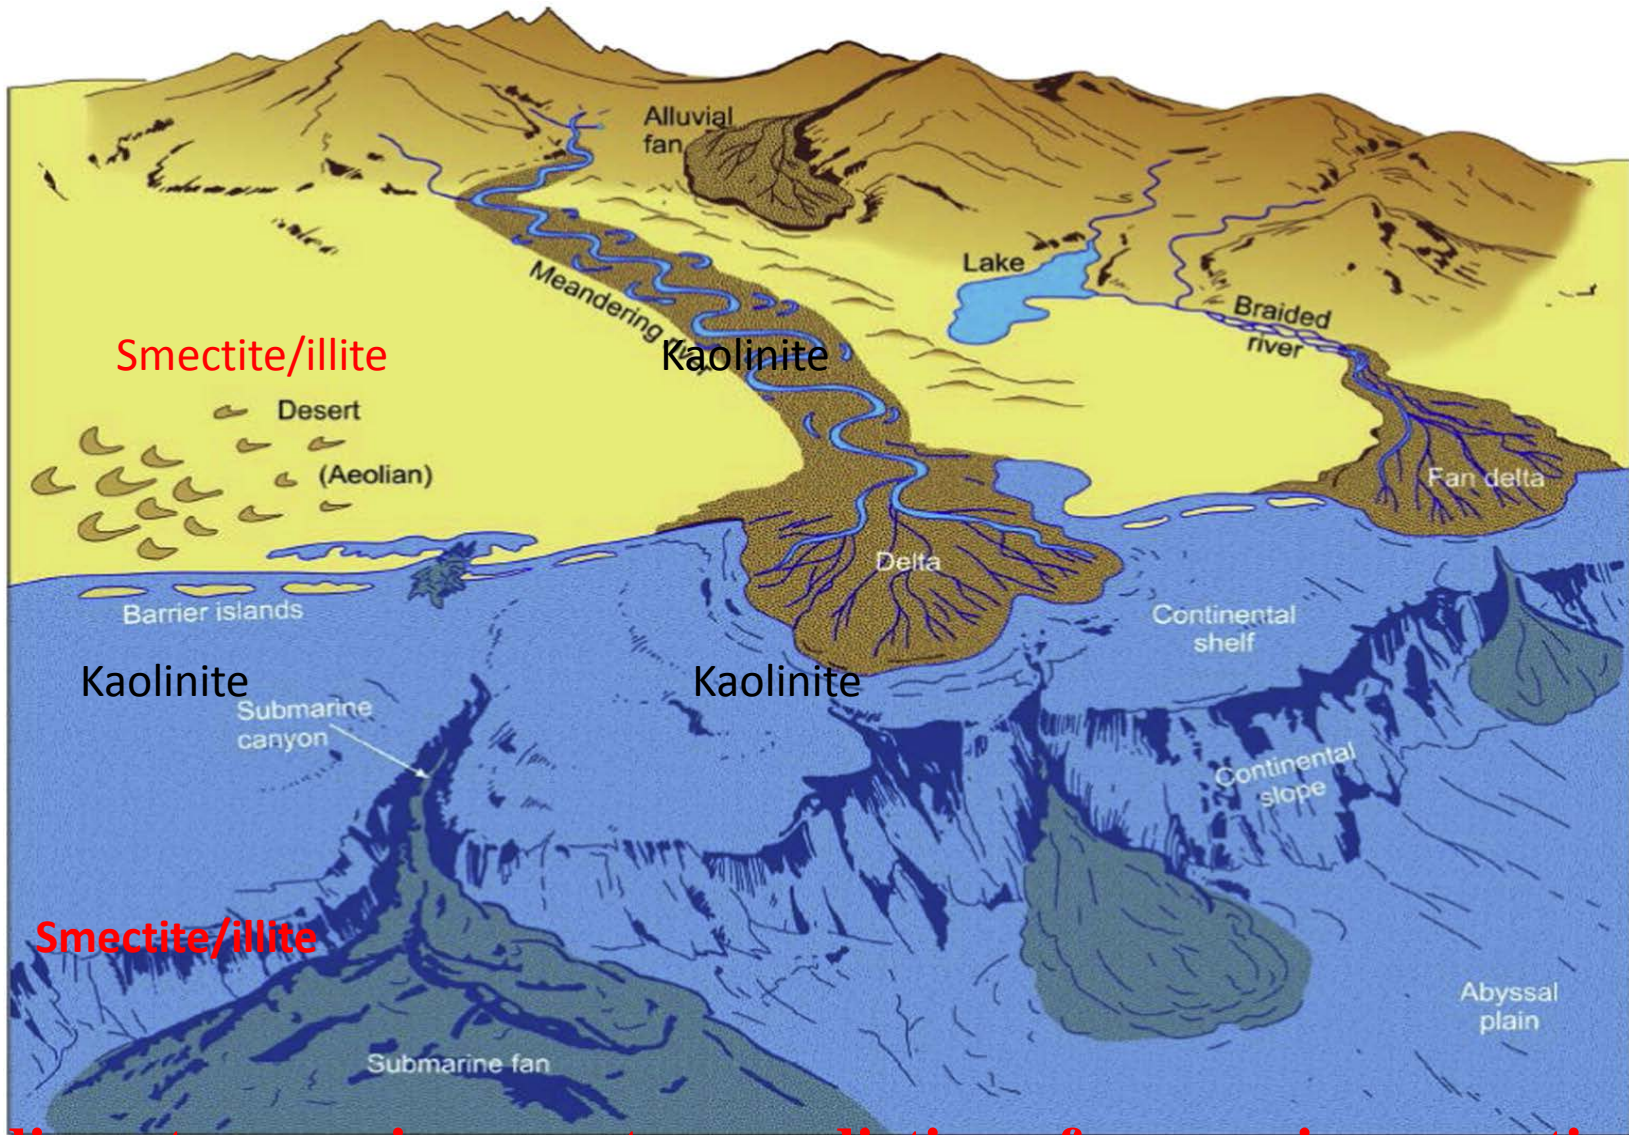 Alluvial
fan
Lake
Meandering
Braided
river
Smectite/illite
Kaolinite
Desert
(Aeolian)
Fan delta
Delta
Barrier islands
Continental
shelf
Kaolinite
Kaolinite
Submarine
canyon
Continental
slope
Smectite/illite
Abyssal
plain
Submarine fan